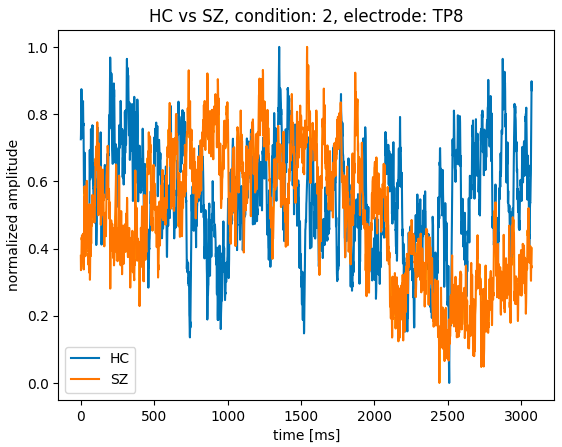 HC vs SZ, condition: 2, electrode: TP8
normalized amplitude
1.0
0.8
0.6
0.4
0.2
0.0
HC
SZ
0 500 1000 1500 2000 2500 3000
time [ms]